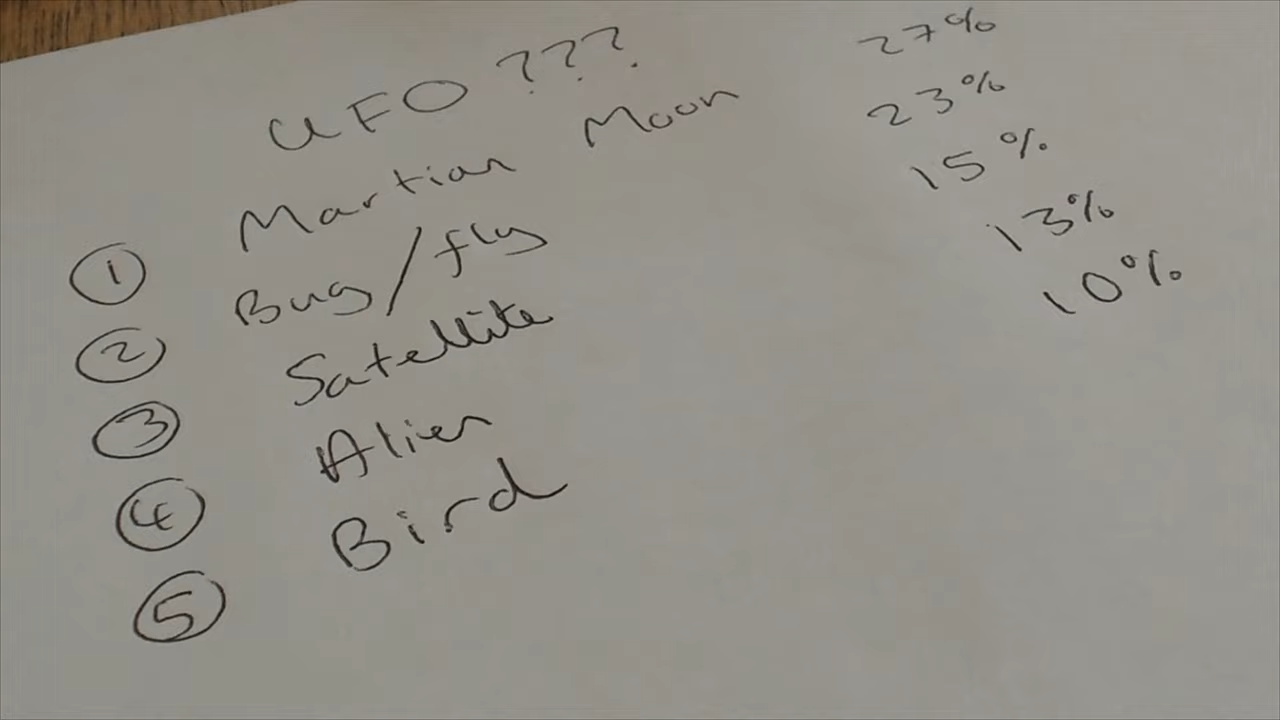 UFO ???
① Martian Moon 27%
② Bug/fly 23%
③ Satellite 15%
④ Alien 13%
⑤ Bird 10%